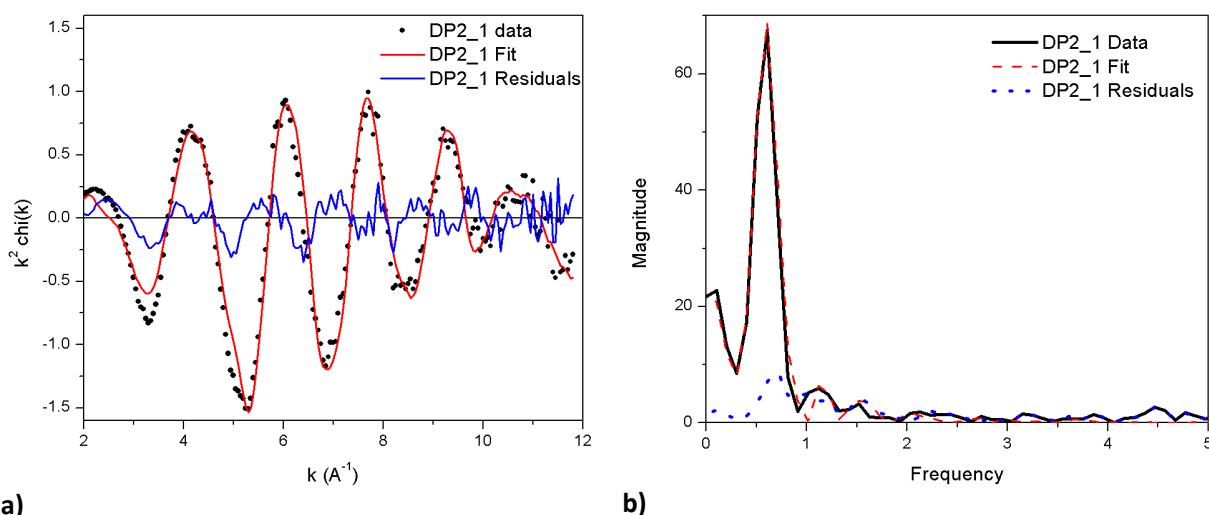 1.5
1.0
0.5
0.0
-0.5
-1.0
-1.5
k² chi(k)
DP2_1 data
DP2_1 Fit
DP2_1 Residuals
2 4 6 8 10 12
k (A⁻¹)
a)
60
40
20
0
Magnitude
DP2_1 Data
DP2_1 Fit
DP2_1 Residuals
0 1 2 3 4 5
Frequency
b)